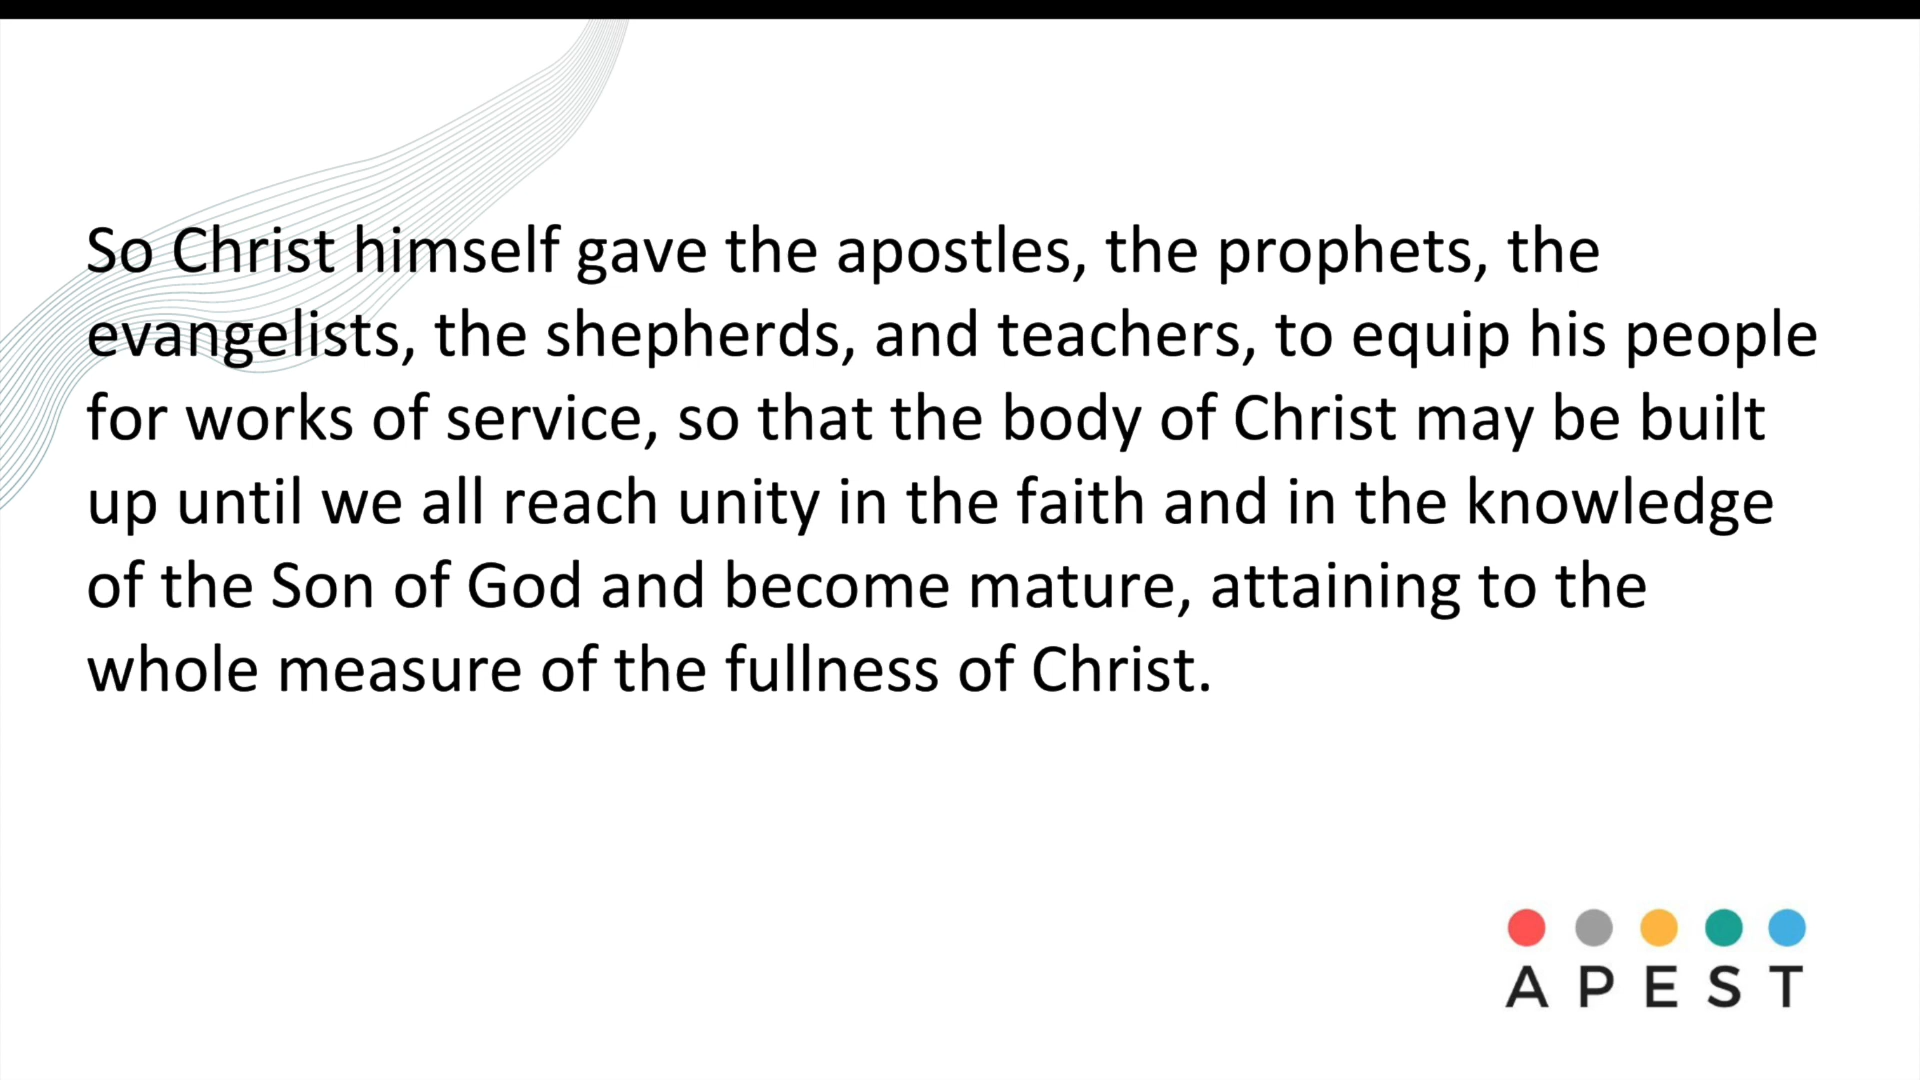 So Christ himself gave the apostles, the prophets, the
evangelists, the shepherds, and teachers, to equip his people
for works of service, so that the body of Christ may be built
up until we all reach unity in the faith and in the knowledge
of the Son of God and become mature, attaining to the
whole measure of the fullness of Christ.
A P E S T